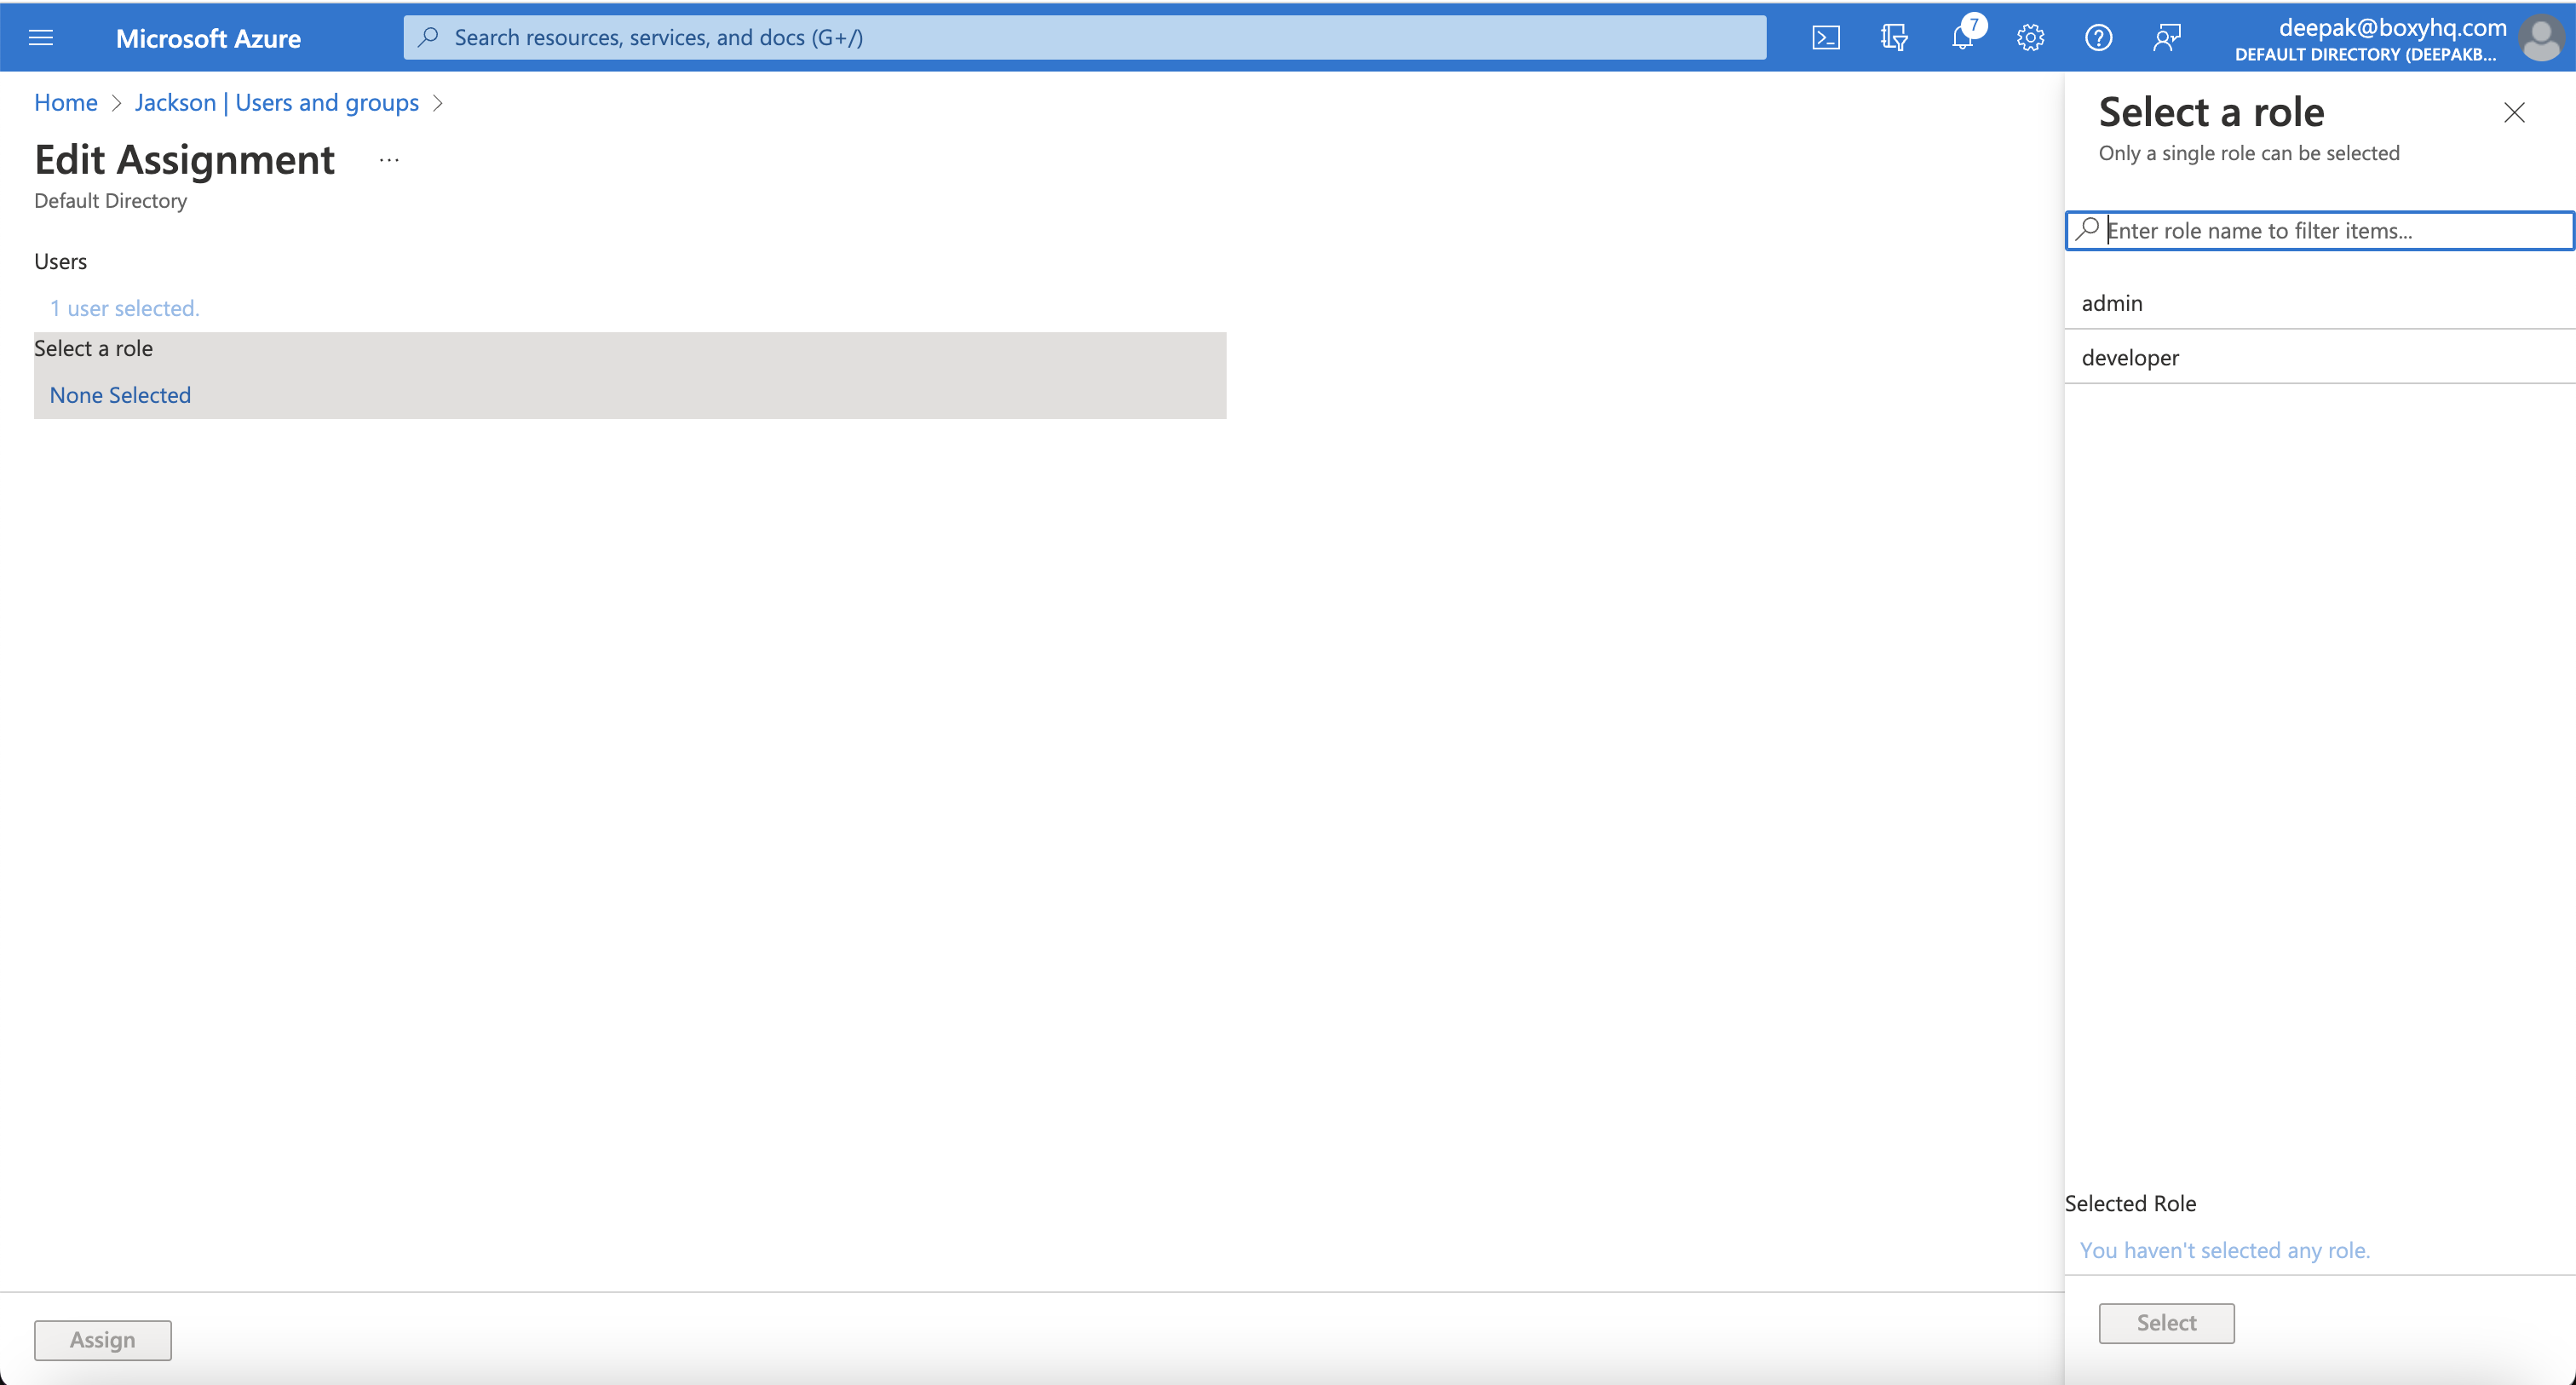 Microsoft Azure
Search resources, services, and docs (G+/)
7
deepak@boxyhq.com
DEFAULT DIRECTORY (DEEPAKB...
Home > Jackson | Users and groups >
Edit Assignment ...
Default Directory
Users
1 user selected.
Select a role
None Selected
Assign
Select a role
Only a single role can be selected
Enter role name to filter items...
admin
developer
Selected Role
You haven't selected any role.
Select